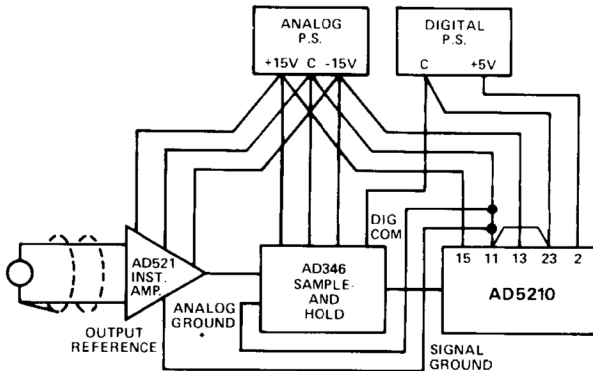 ANALOG
P.S.
+15V C -15V
DIGITAL
P.S.
C +5V
DIG
COM
AD521
INST.
AMP.
AD346
SAMPLE-
AND
HOLD
15 11 13 23 2
AD5210
ANALOG
GROUND
OUTPUT
REFERENCE
SIGNAL
GROUND